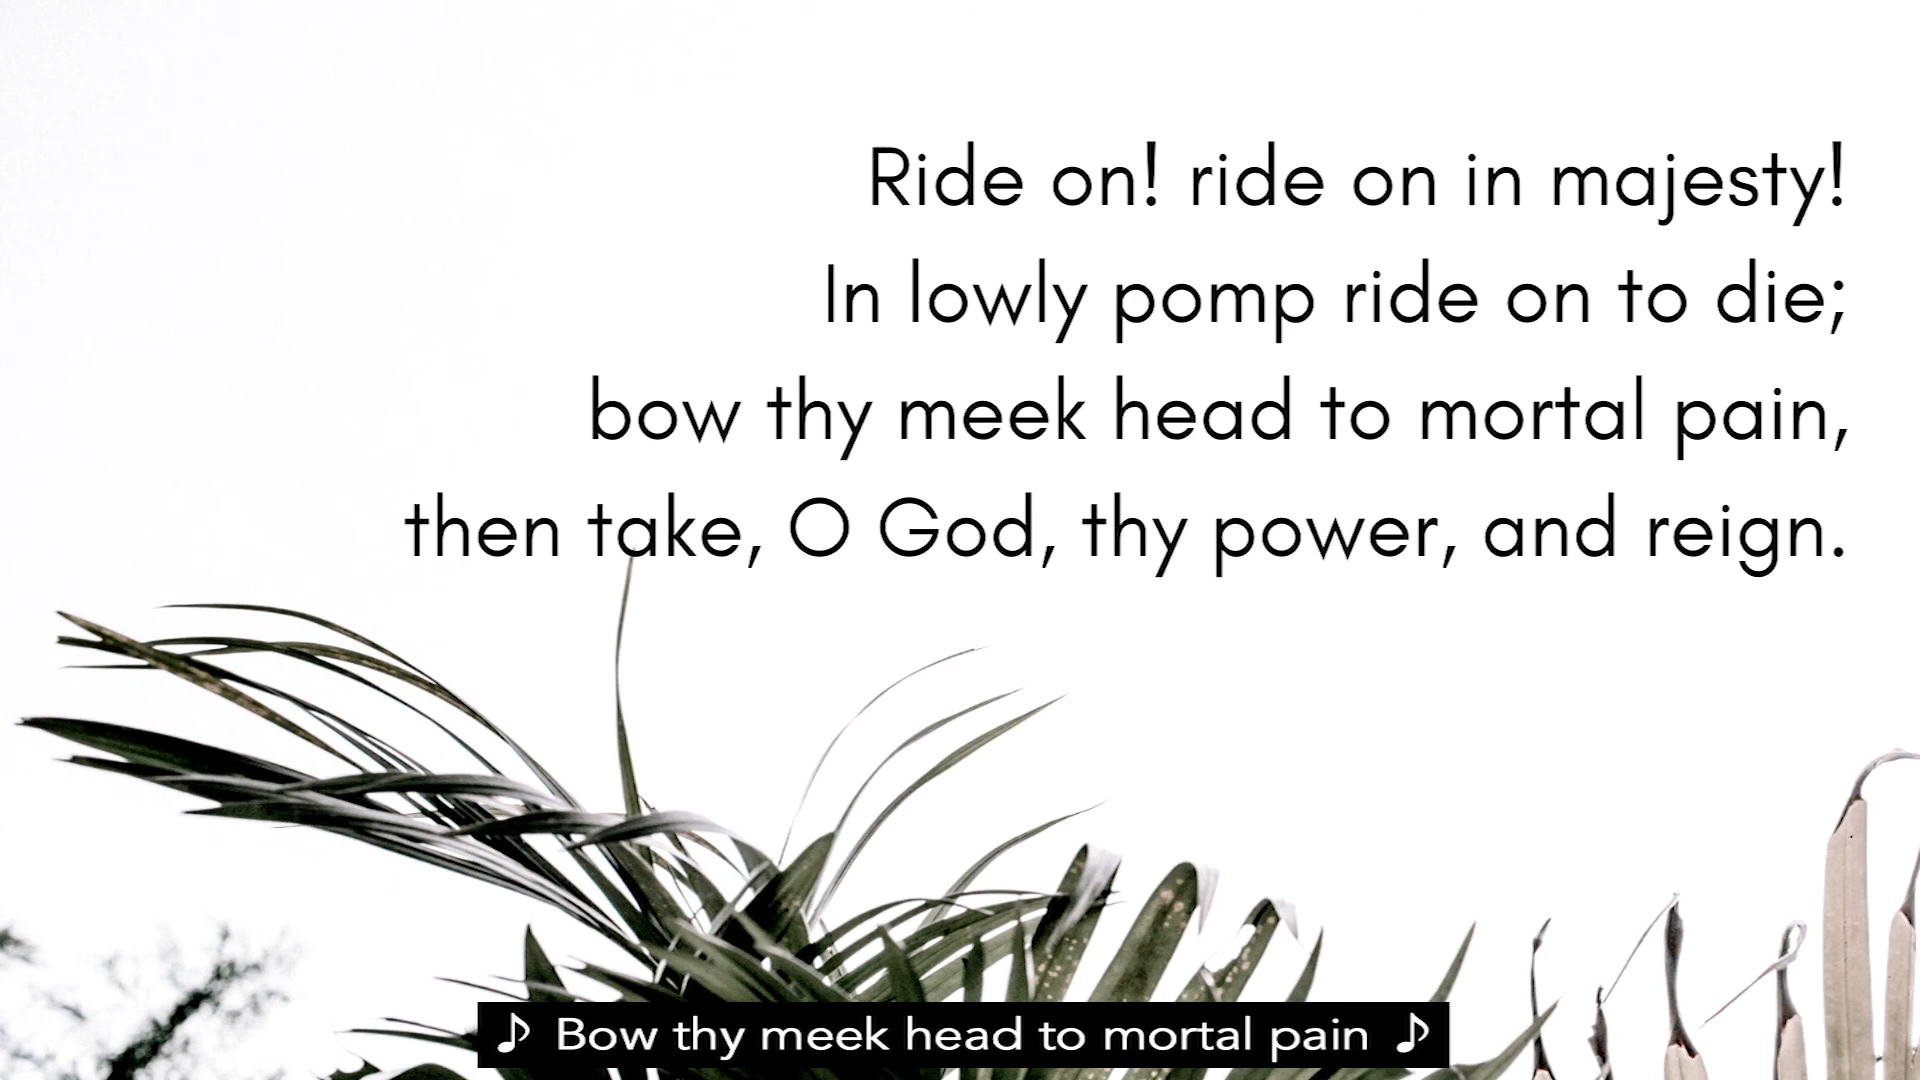 Ride on! ride on in majesty!
In lowly pomp ride on to die;
bow thy meek head to mortal pain,
then take, O God, thy power, and reign.
♪ Bow thy meek head to mortal pain ♪